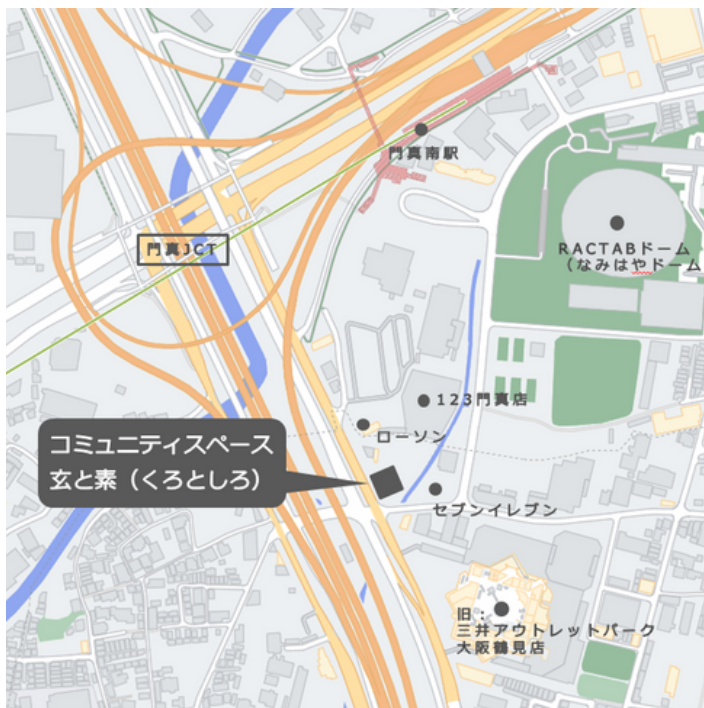 門真南駅
門真JCT
RACTABドーム
（なみはやドーム
123門真店
ローソン
コミュニティスペース
玄と素（くろとしろ）
セブンイレブン
旧：
三井アウトレットパーク
大阪鶴見店